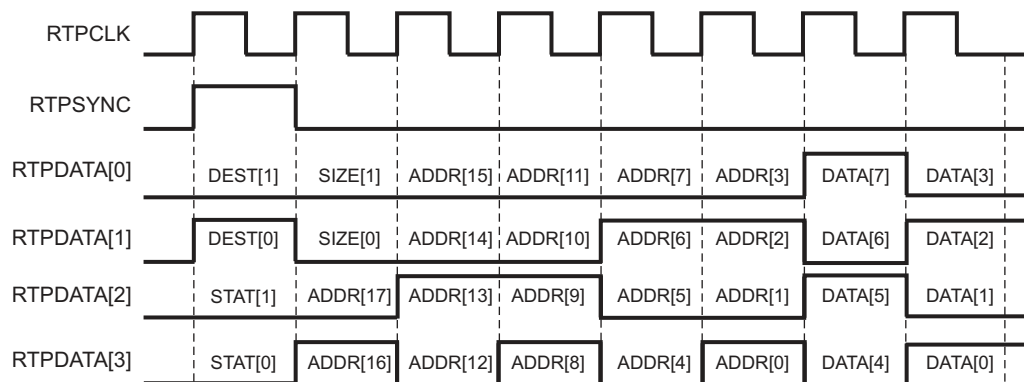 RTPCLK
RTPSYNC
RTPDATA[0] DEST[1] SIZE[1] ADDR[15] ADDR[11] ADDR[7] ADDR[3] DATA[7] DATA[3]
RTPDATA[1] DEST[0] SIZE[0] ADDR[14] ADDR[10] ADDR[6] ADDR[2] DATA[6] DATA[2]
RTPDATA[2] STAT[1] ADDR[17] ADDR[13] ADDR[9] ADDR[5] ADDR[1] DATA[5] DATA[1]
RTPDATA[3] STAT[0] ADDR[16] ADDR[12] ADDR[8] ADDR[4] ADDR[0] DATA[4] DATA[0]